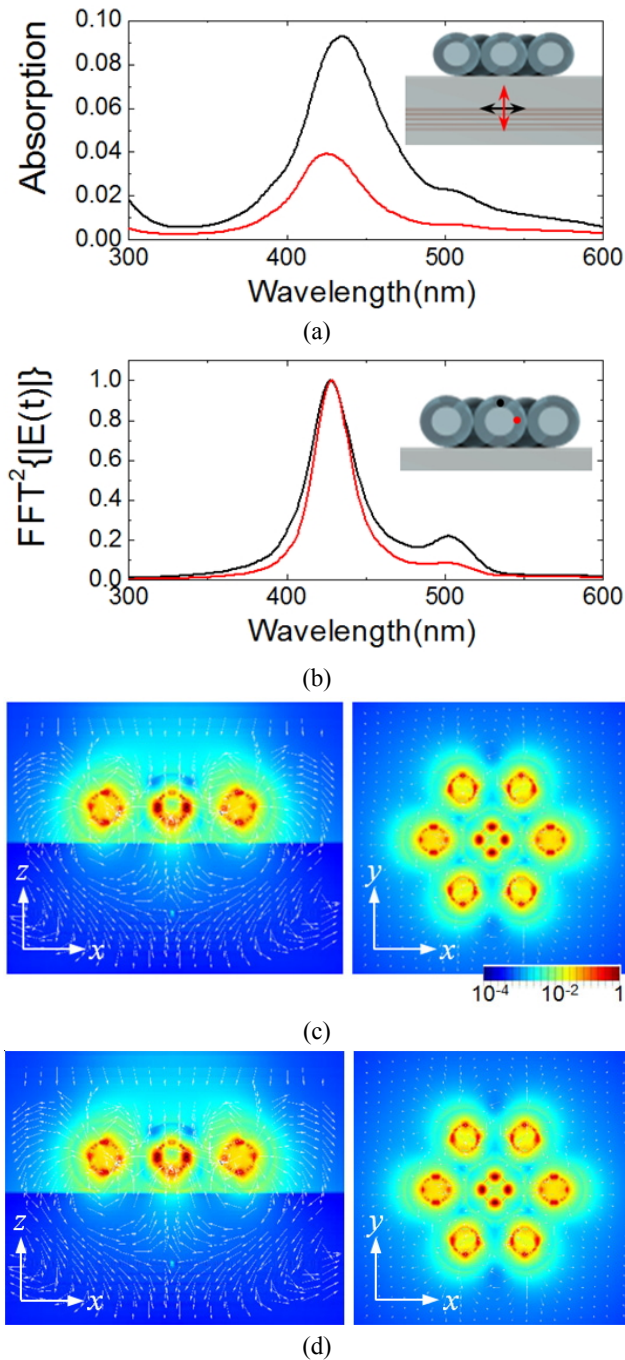 0.10
0.08
0.06
0.04
0.02
0.00
Absorption
300 400 500 600
Wavelength(nm)
(a)
1.0
0.8
0.6
0.4
0.2
0.0
FFT²{|E(t)|}
300 400 500 600
Wavelength(nm)
(b)
z
x
y
x
10⁻⁴ 10⁻² 1
(c)
z
x
y
x
(d)